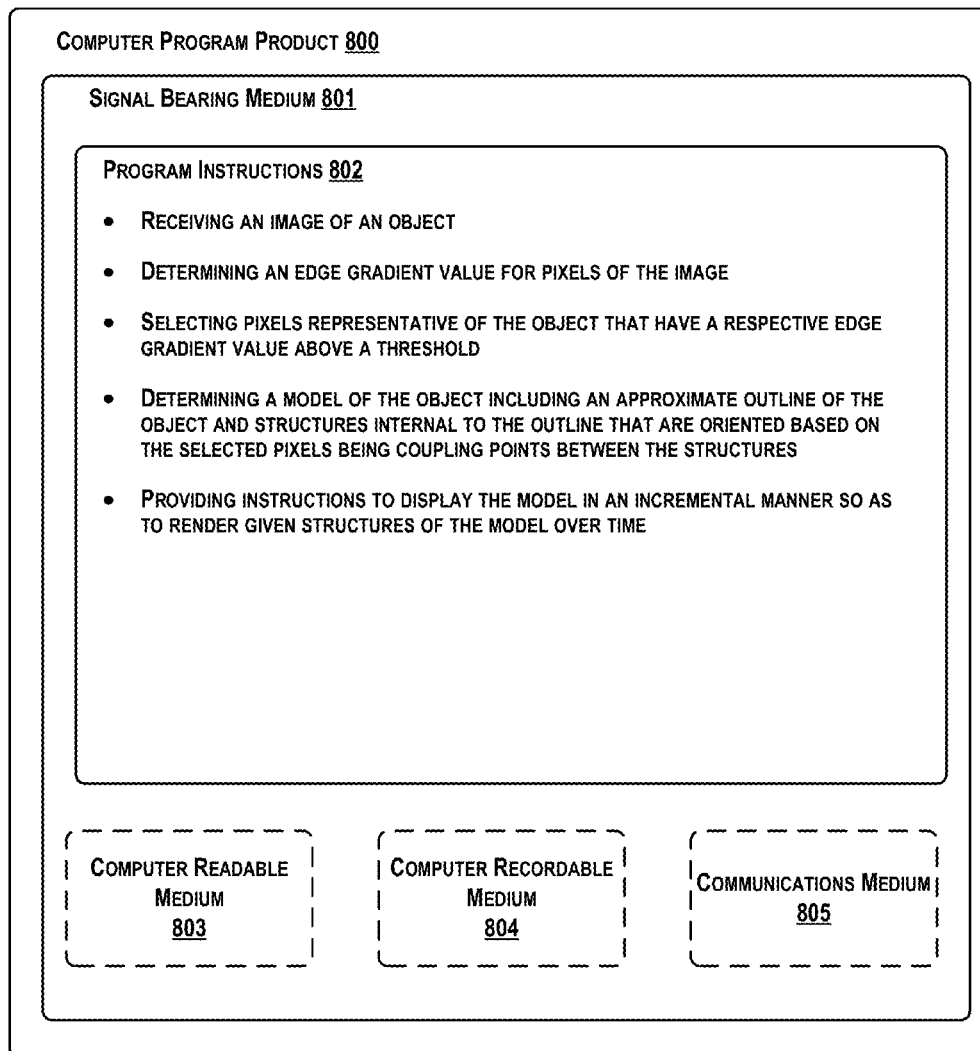 COMPUTER PROGRAM PRODUCT 800
SIGNAL BEARING MEDIUM 801
PROGRAM INSTRUCTIONS 802
• RECEIVING AN IMAGE OF AN OBJECT
• DETERMINING AN EDGE GRADIENT VALUE FOR PIXELS OF THE IMAGE
• SELECTING PIXELS REPRESENTATIVE OF THE OBJECT THAT HAVE A RESPECTIVE EDGE
GRADIENT VALUE ABOVE A THRESHOLD
• DETERMINING A MODEL OF THE OBJECT INCLUDING AN APPROXIMATE OUTLINE OF THE
OBJECT AND STRUCTURES INTERNAL TO THE OUTLINE THAT ARE ORIENTED BASED ON
THE SELECTED PIXELS BEING COUPLING POINTS BETWEEN THE STRUCTURES
• PROVIDING INSTRUCTIONS TO DISPLAY THE MODEL IN AN INCREMENTAL MANNER SO AS
TO RENDER GIVEN STRUCTURES OF THE MODEL OVER TIME
COMPUTER READABLE
MEDIUM
803
COMPUTER RECORDABLE
MEDIUM
804
COMMUNICATIONS MEDIUM
805